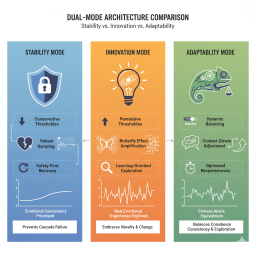 DUAL-MODE ARCHITECTURE COMPARISON
Stability vs. Innovation vs. Adaptability
STABILITY MODE
Conservative
Thresholds
Robust
Damping
Safety-First
Recovery
Emotional Consistency
Prioritized
Prevents Cascade Failure
INNOVATION MODE
Permissive
Thresholds
Butterfly Effect
Amplification
Learning-Oriented
Exploration
New Emotional
Trajectories Explored
Embraces Novelty & Change
ADAPTABILITY MODE
Dynamic
Balancing
Context-Driven
Adjustment
Optimized
Responsiveness
Context-Aware
Equilibrium
Balances
Consistency & Exploration